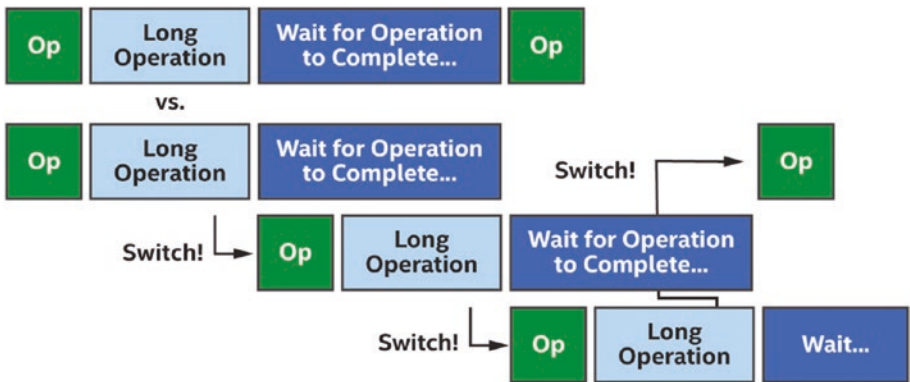 Op
Long
Operation
Wait for Operation
to Complete...
Op
vs.
Op
Long
Operation
Wait for Operation
to Complete...
Switch!
Op
Switch!
Op
Long
Operation
Wait for Operation
to Complete...
Switch!
Op
Long
Operation
Wait...